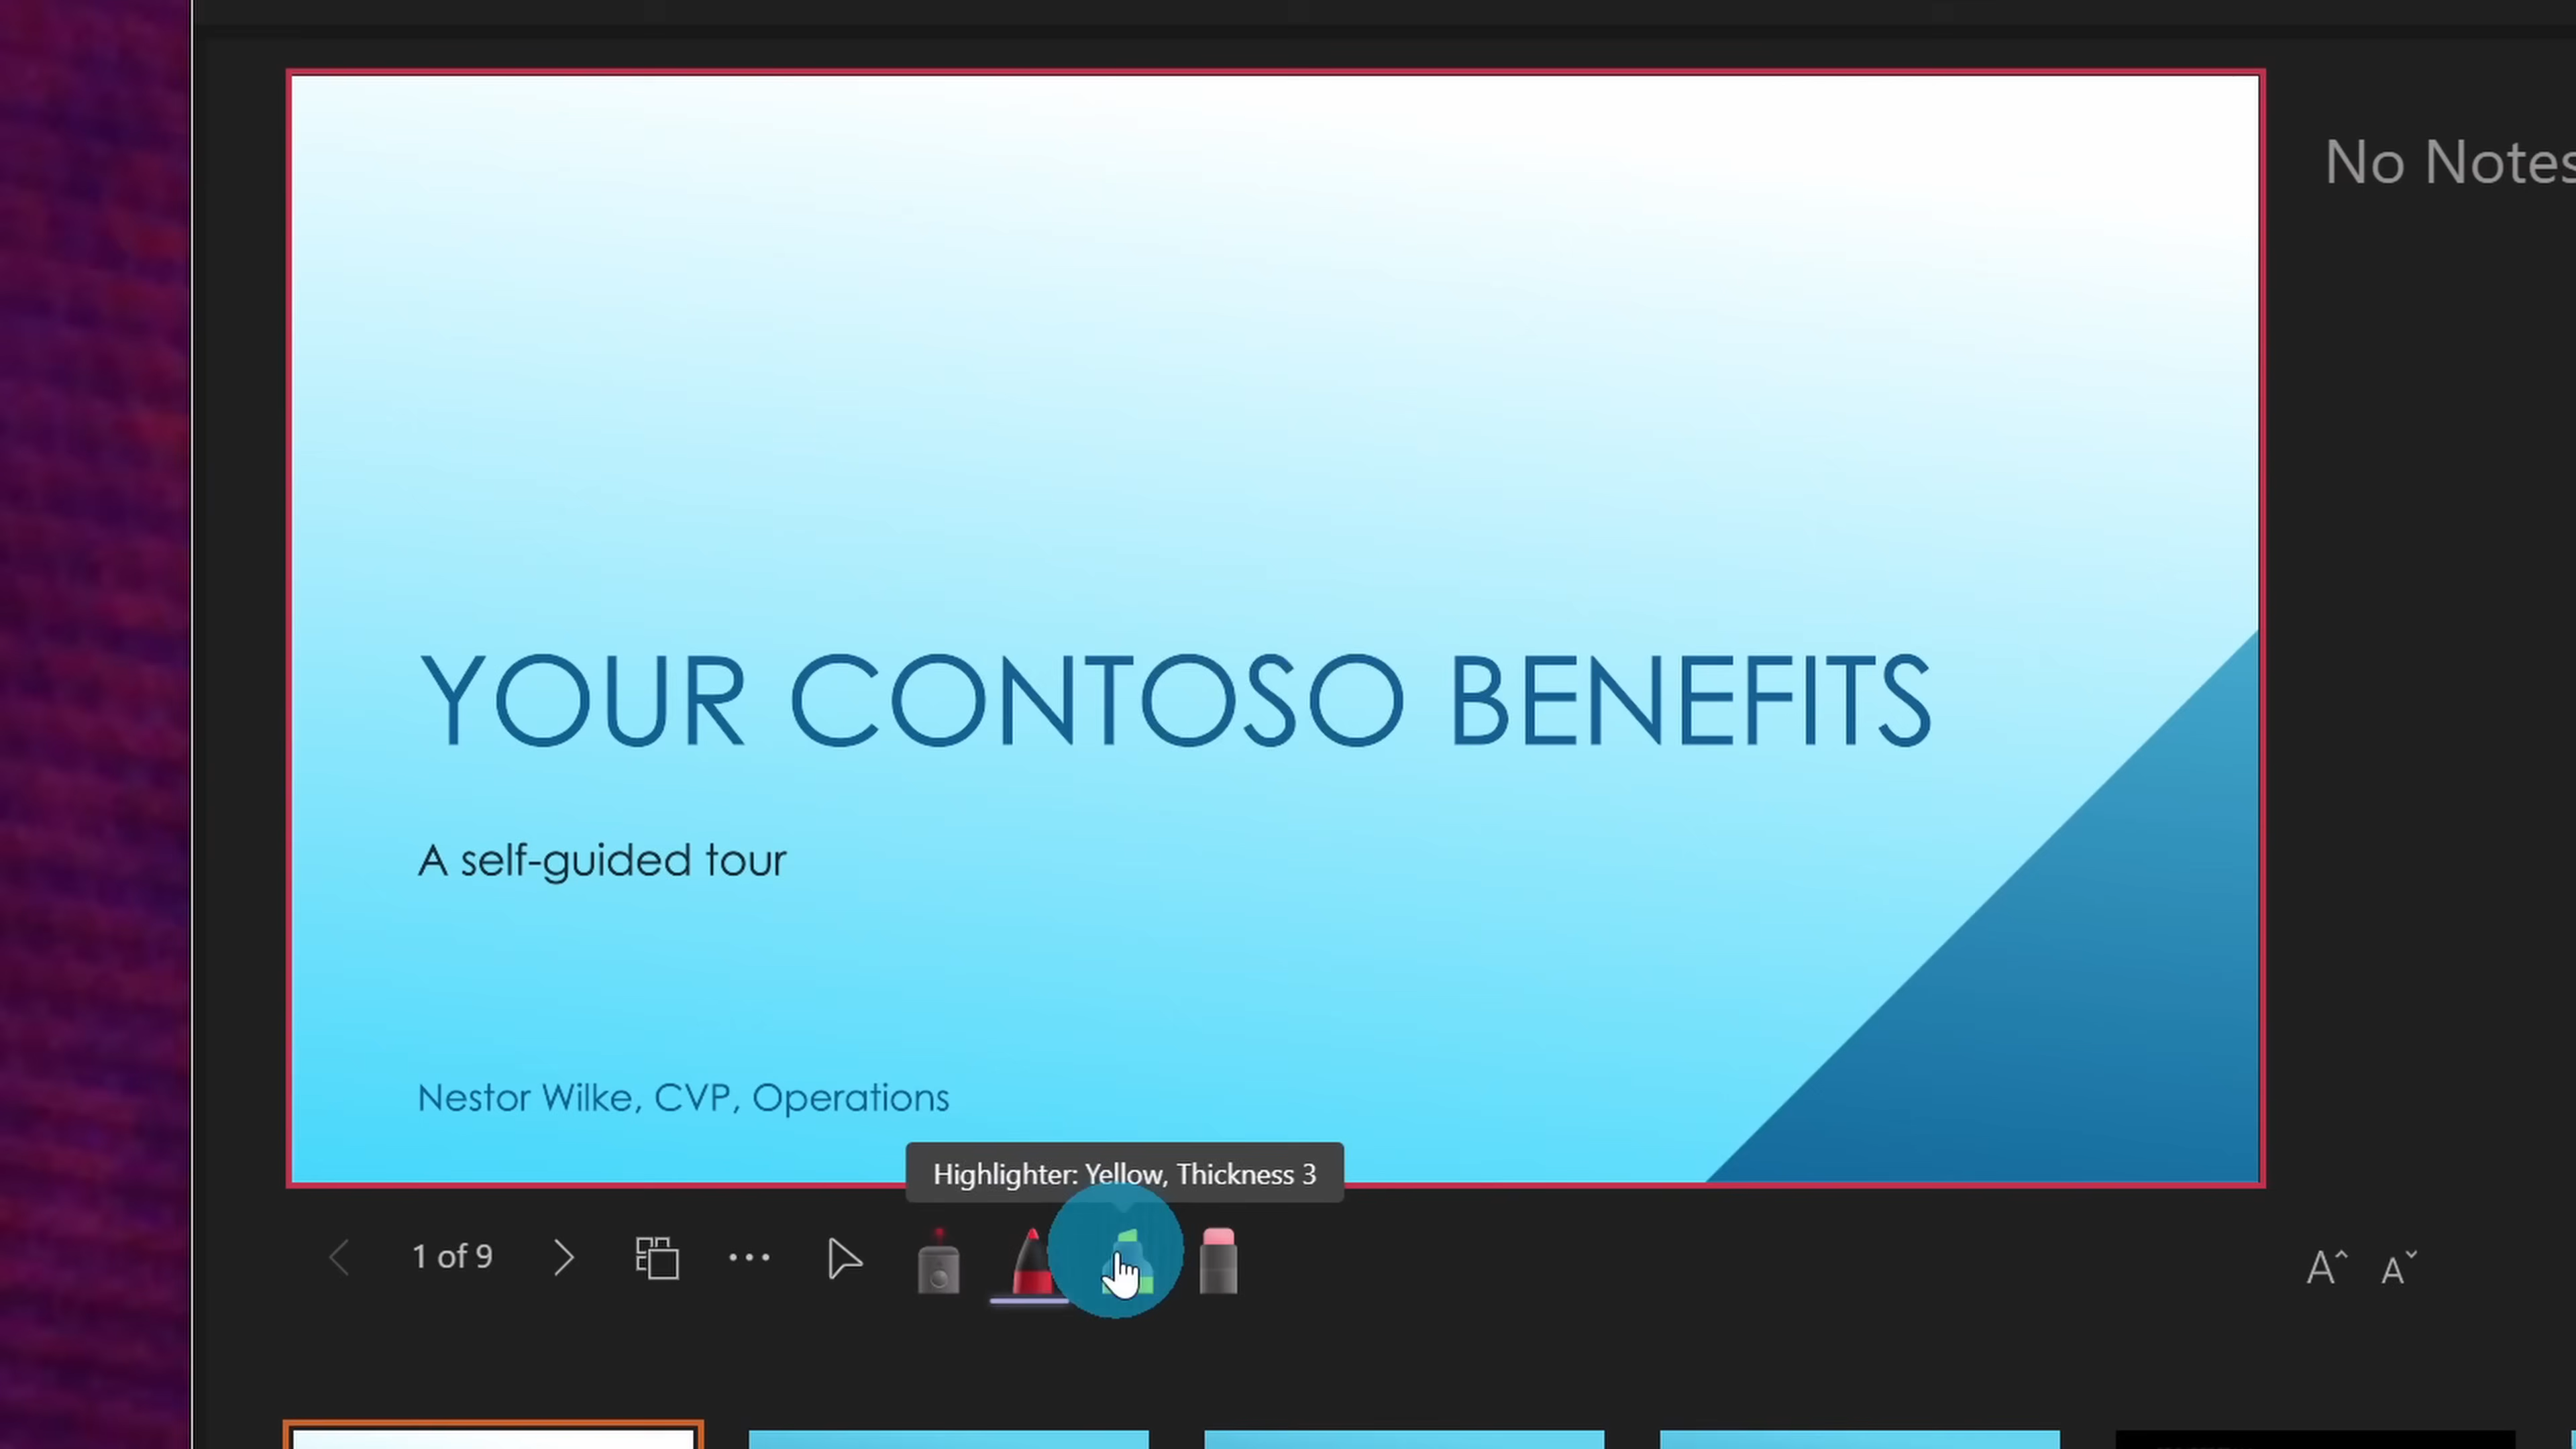 No Notes
YOUR CONTOSO BENEFITS
A self-guided tour
Nestor Wilke, CVP, Operations
Highlighter: Yellow, Thickness 3
1 of 9
A A